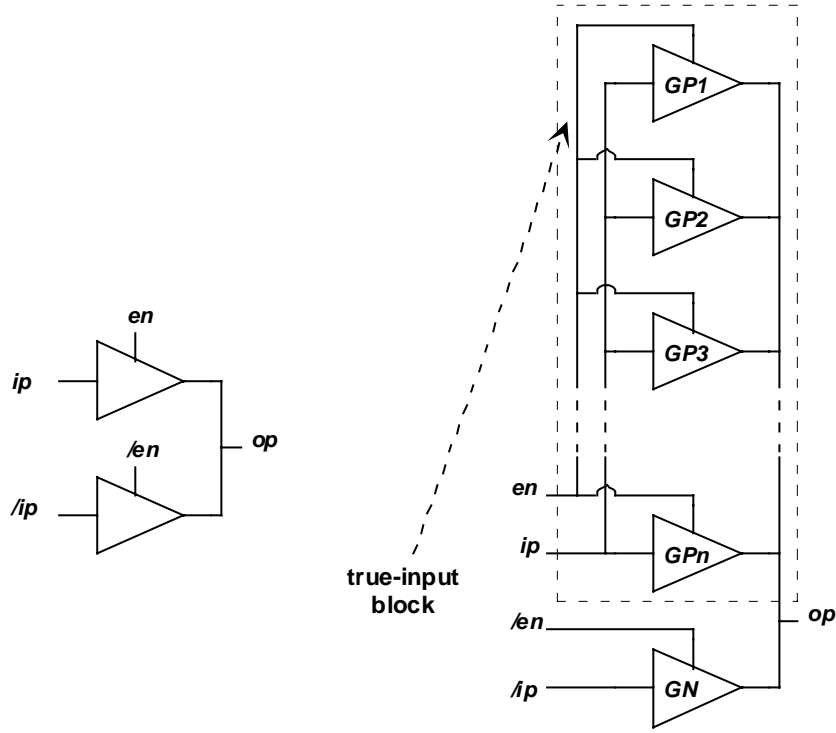 en
ip
/en
op
/ip
GP1
GP2
GP3
en
ip
GPn
true-input
block
/en
op
/ip
GN